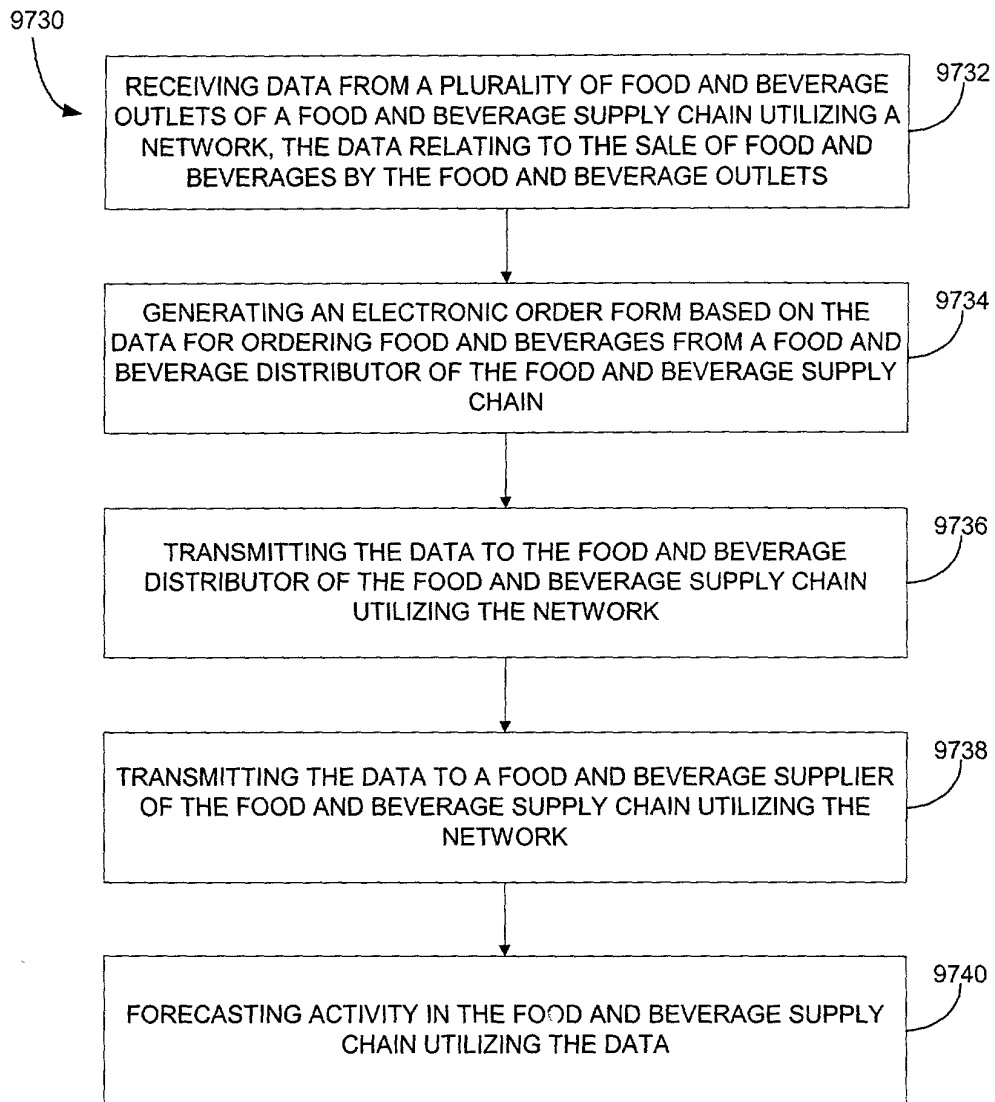 9730
RECEIVING DATA FROM A PLURALITY OF FOOD AND BEVERAGE
OUTLETS OF A FOOD AND BEVERAGE SUPPLY CHAIN UTILIZING A
NETWORK, THE DATA RELATING TO THE SALE OF FOOD AND
BEVERAGES BY THE FOOD AND BEVERAGE OUTLETS
9732
GENERATING AN ELECTRONIC ORDER FORM BASED ON THE
DATA FOR ORDERING FOOD AND BEVERAGES FROM A FOOD AND
BEVERAGE DISTRIBUTOR OF THE FOOD AND BEVERAGE SUPPLY
CHAIN
9734
TRANSMITTING THE DATA TO THE FOOD AND BEVERAGE
DISTRIBUTOR OF THE FOOD AND BEVERAGE SUPPLY CHAIN
UTILIZING THE NETWORK
9736
TRANSMITTING THE DATA TO A FOOD AND BEVERAGE SUPPLIER
OF THE FOOD AND BEVERAGE SUPPLY CHAIN UTILIZING THE
NETWORK
9738
FORECASTING ACTIVITY IN THE FOOD AND BEVERAGE SUPPLY
CHAIN UTILIZING THE DATA
9740